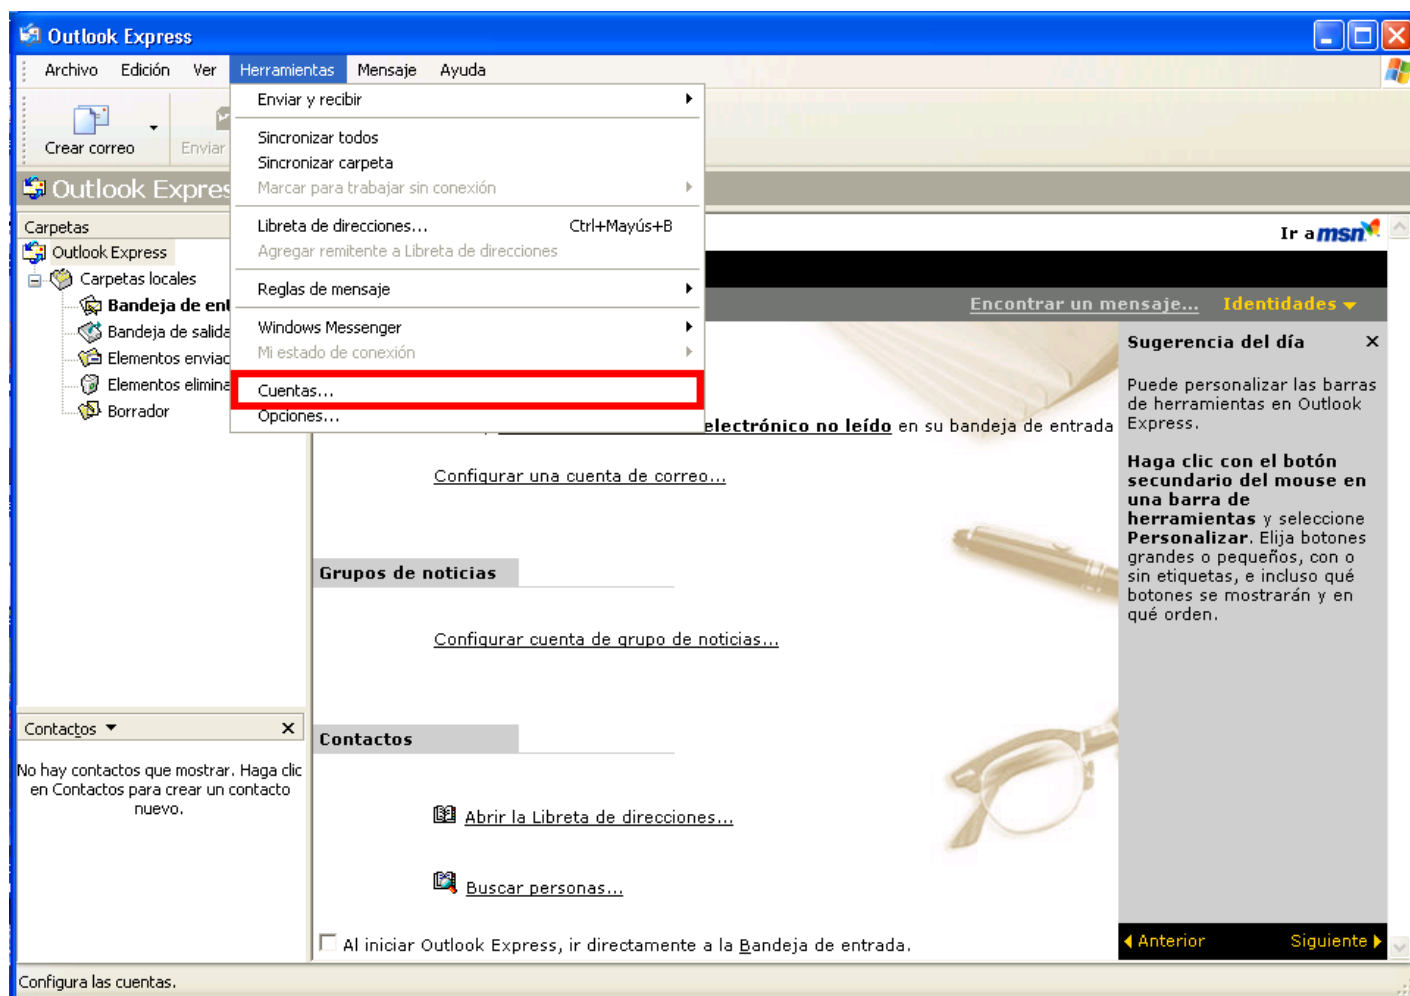 Outlook Express
Archivo Edición Ver Herramientas Mensaje Ayuda
Crear correo
Enviar
Enviar y recibir
Sincronizar todos
Sincronizar carpeta
Marcar para trabajar sin conexión
Libreta de direcciones... Ctrl+Mayús+B
Agregar remitente a Libreta de direcciones
Reglas de mensaje
Windows Messenger
Mi estado de conexión
Cuentas...
Opciones...
Outlook Expres
Carpetas
Outlook Express
Carpetas locales
Bandeja de ent
Bandeja de salida
Elementos enviad
Elementos elimina
Borrador
Contactos
No hay contactos que mostrar. Haga clic
en Contactos para crear un contacto
nuevo.
Ir a msn
Encontrar un mensaje... Identidades
electrónico no leído en su bandeja de entrada
Configurar una cuenta de correo...
Grupos de noticias
Configurar cuenta de grupo de noticias...
Contactos
Abrir la Libreta de direcciones...
Buscar personas...
Al iniciar Outlook Express, ir directamente a la Bandeja de entrada.
Sugerencia del día
Puede personalizar las barras
de herramientas en Outlook
Express.
Haga clic con el botón
secundario del mouse en
una barra de
herramientas y seleccione
Personalizar. Elija botones
grandes o pequeños, con o
sin etiquetas, e incluso qué
botones se mostrarán y en
qué orden.
Anterior Siguiente
Configura las cuentas.